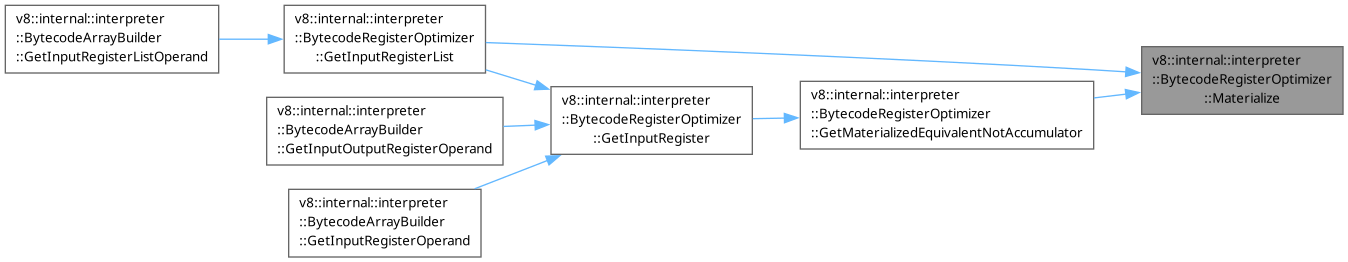 v8::internal::interpreter
::BytecodeArrayBuilder
::GetInputRegisterListOperand
v8::internal::interpreter
::BytecodeRegisterOptimizer
::GetInputRegisterList
v8::internal::interpreter
::BytecodeArrayBuilder
::GetInputOutputRegisterOperand
v8::internal::interpreter
::BytecodeArrayBuilder
::GetInputRegisterOperand
v8::internal::interpreter
::BytecodeRegisterOptimizer
::GetInputRegister
v8::internal::interpreter
::BytecodeRegisterOptimizer
::GetMaterializedEquivalentNotAccumulator
v8::internal::interpreter
::BytecodeRegisterOptimizer
::Materialize